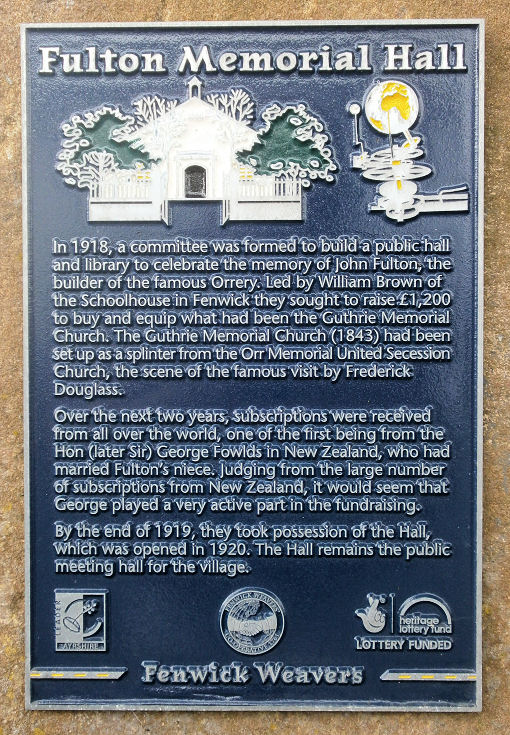 Fulton Memorial Hall
In 1918, a committee was formed to build a public hall
and library to celebrate the memory of John Fulton, the
builder of the famous Orrery. Led by William Brown of
the Schoolhouse in Fenwick they sought to raise £1,200
to buy and equip what had been the Guthrie Memorial
Church. The Guthrie Memorial Church (1843) had been
set up as a splinter from the Orr Memorial United Secession
Church, the scene of the famous visit by Frederick
Douglass.
Over the next two years, subscriptions were received
from all over the world, one of the first being from the
Hon (later Sir) George Fowlds in New Zealand, who had
married Fulton's niece. Judging from the large number
of subscriptions from New Zealand, it would seem that
George played a very active part in the fundraising.
By the end of 1919, they took possession of the Hall,
which was opened in 1920. The Hall remains the public
meeting hall for the village.
LEADER
AYRSHIRE
FENWICK WEAVERS
CO-OPERATIVE
heritage
lottery fund
LOTTERY FUNDED
Fenwick Weavers